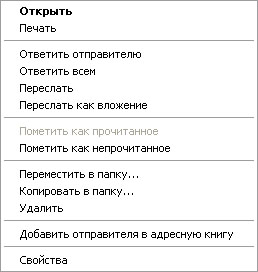 Открыть
Печать
Ответить отправителю
Ответить всем
Переслать
Переслать как вложение
Пометить как прочитанное
Пометить как непрочитанное
Переместить в папку...
Копировать в папку...
Удалить
Добавить отправителя в адресную книгу
Свойства